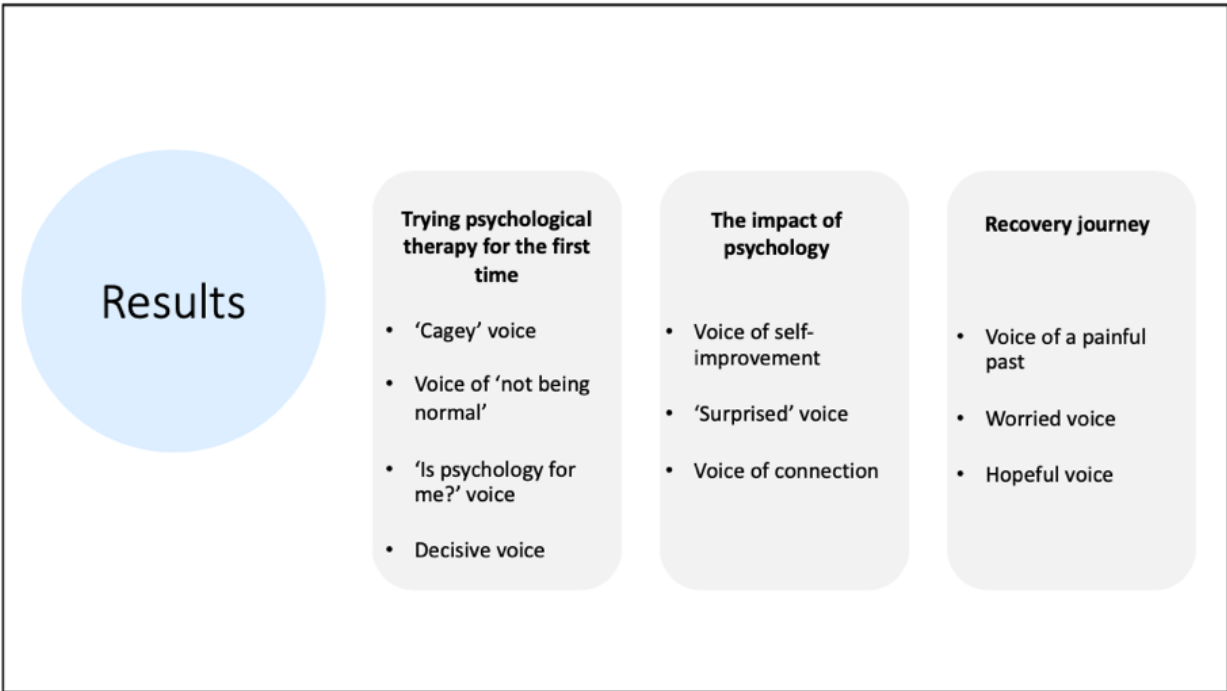 Results
Trying psychological
therapy for the first
time
• ‘Cagey’ voice
• Voice of ‘not being
normal’
• ‘Is psychology for
me?’ voice
• Decisive voice
The impact of
psychology
• Voice of self-
improvement
• ‘Surprised’ voice
• Voice of connection
Recovery journey
• Voice of a painful
past
• Worried voice
• Hopeful voice